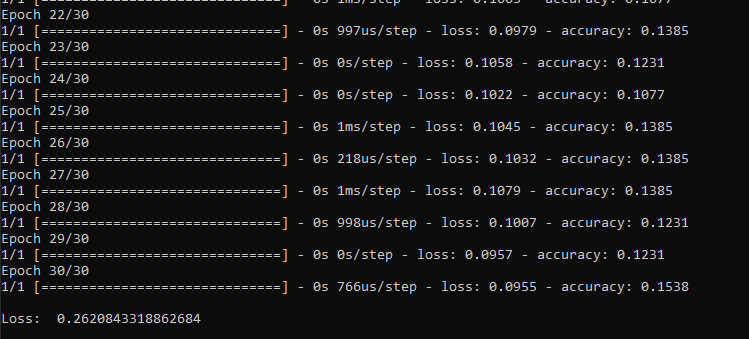 1/1 [==============================] - 0s 1ms/step - loss: 0.1005 - accuracy: 0.1077
Epoch 22/30
1/1 [==============================] - 0s 997us/step - loss: 0.0979 - accuracy: 0.1385
Epoch 23/30
1/1 [==============================] - 0s 0s/step - loss: 0.1058 - accuracy: 0.1231
Epoch 24/30
1/1 [==============================] - 0s 0s/step - loss: 0.1022 - accuracy: 0.1077
Epoch 25/30
1/1 [==============================] - 0s 1ms/step - loss: 0.1045 - accuracy: 0.1385
Epoch 26/30
1/1 [==============================] - 0s 218us/step - loss: 0.1032 - accuracy: 0.1385
Epoch 27/30
1/1 [==============================] - 0s 1ms/step - loss: 0.1079 - accuracy: 0.1385
Epoch 28/30
1/1 [==============================] - 0s 998us/step - loss: 0.1007 - accuracy: 0.1231
Epoch 29/30
1/1 [==============================] - 0s 0s/step - loss: 0.0957 - accuracy: 0.1231
Epoch 30/30
1/1 [==============================] - 0s 766us/step - loss: 0.0955 - accuracy: 0.1538
Loss:  0.2620843318862684